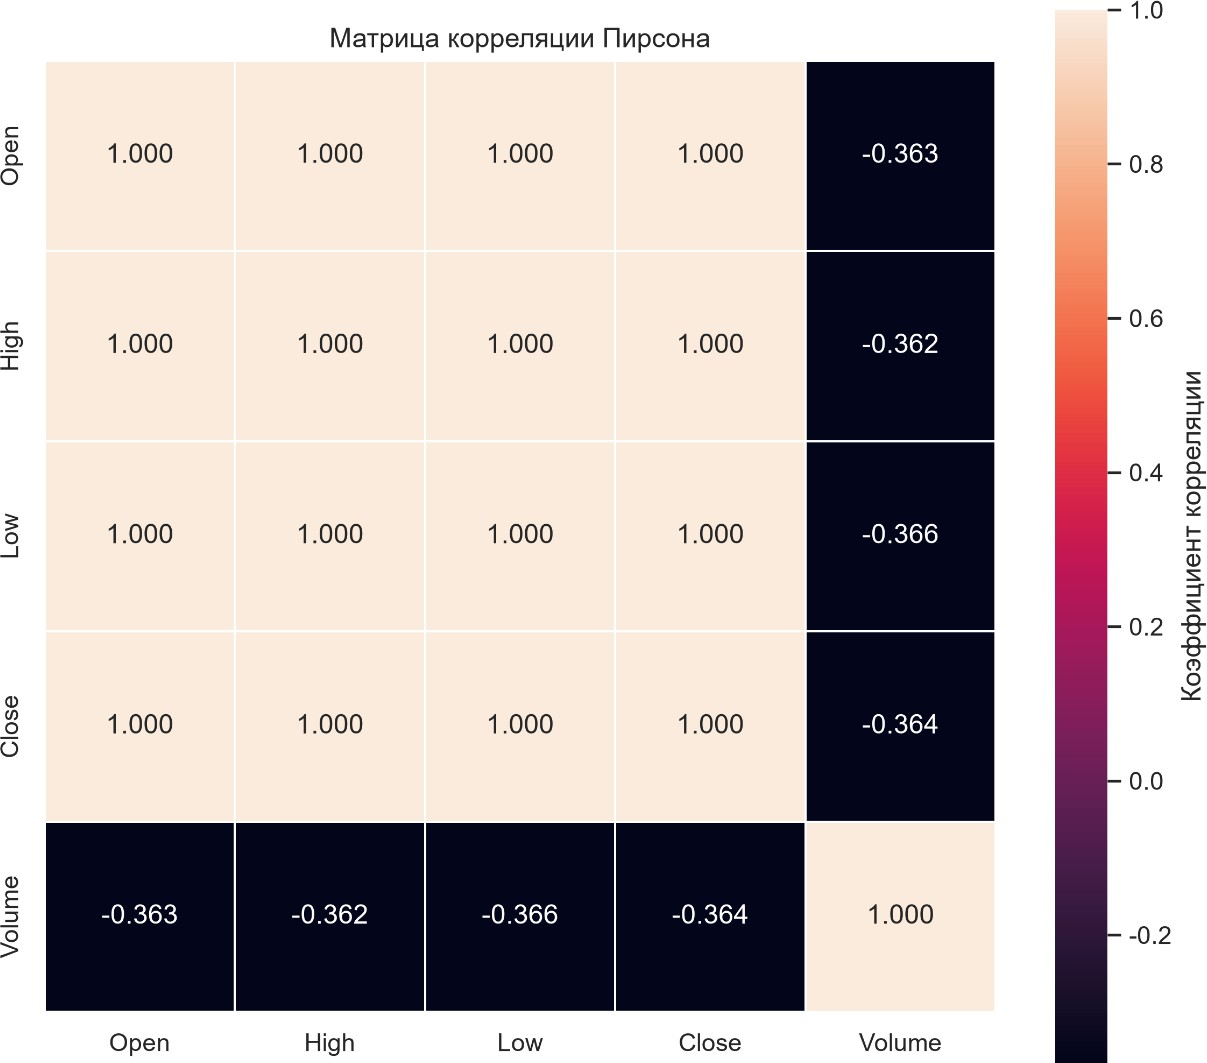 Матрица корреляции Пирсона
Open 1.000 1.000 1.000 1.000 -0.363
High 1.000 1.000 1.000 1.000 -0.362
Low 1.000 1.000 1.000 1.000 -0.366
Close 1.000 1.000 1.000 1.000 -0.364
Volume -0.363 -0.362 -0.366 -0.364 1.000
Open High Low Close Volume
1.0
0.8
0.6
0.4
0.2
0.0
-0.2
Коэффициент корреляции